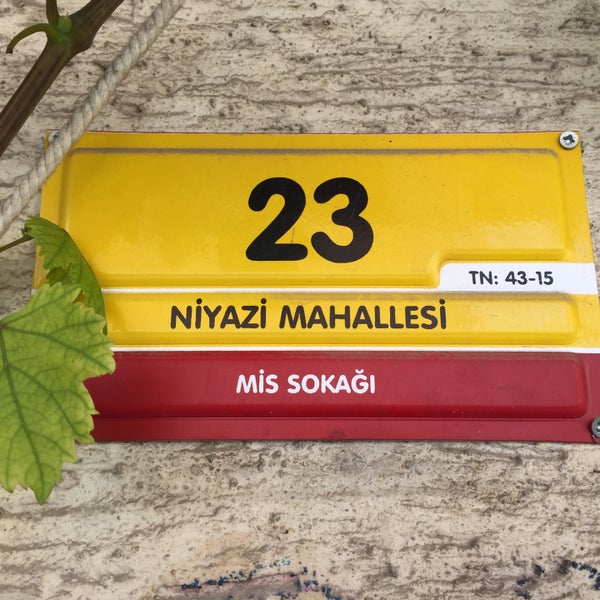 23
TN: 43-15
NİYAZİ MAHALLESİ
MİS SOKAĞI